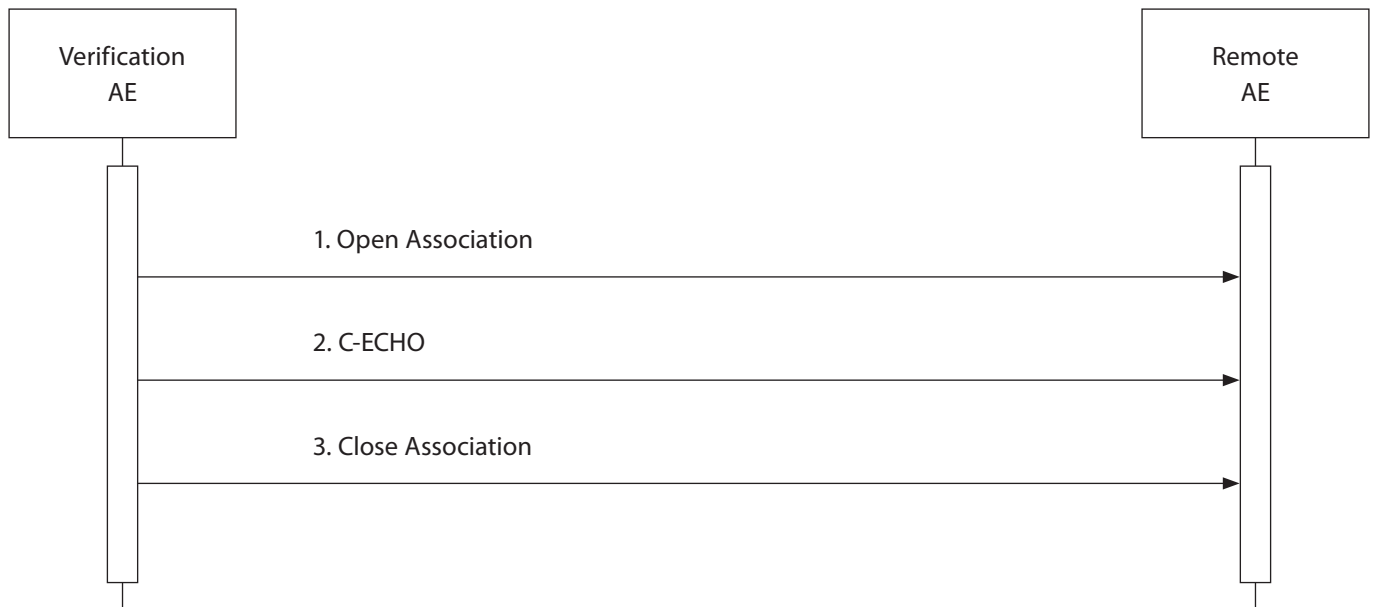 Verification
AE
Remote
AE
1. Open Association
2. C-ECHO
3. Close Association